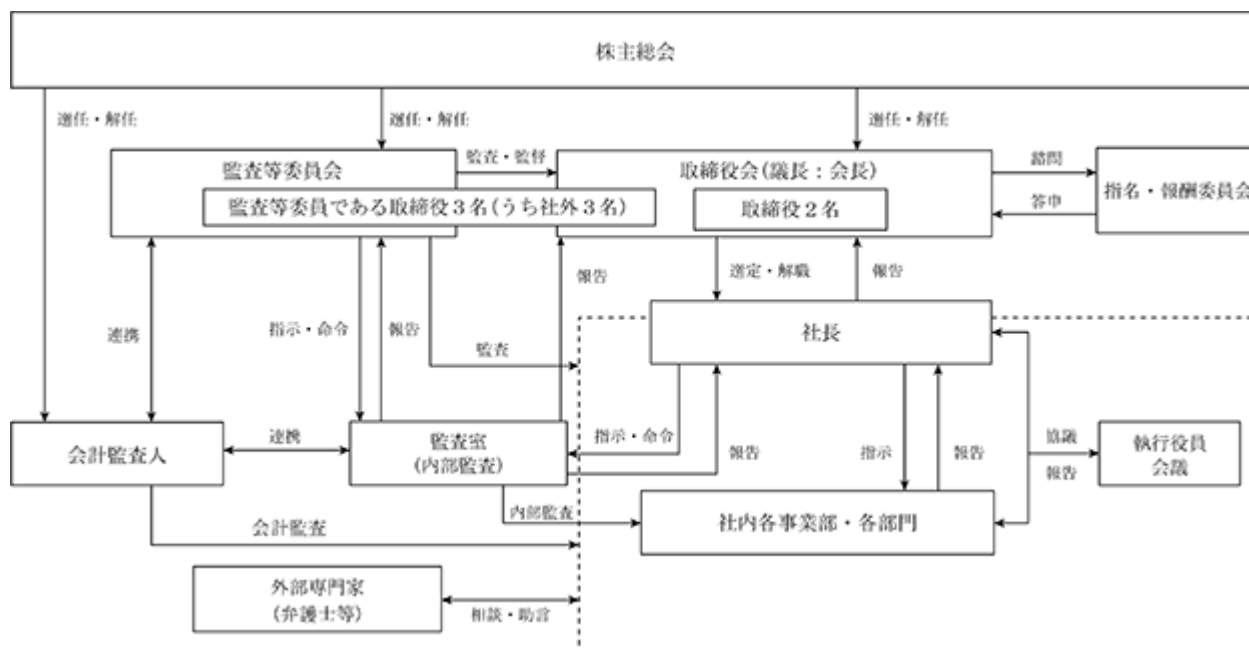 株主総会
選任・解任
選任・解任
選任・解任
監査等委員会
監査・監督
取締役会(議長:会長)
諮問
指名・報酬委員会
監査等委員である取締役3名(うち社外3名)
取締役2名
答申
報告
選定・解職
報告
連携
指示・命令
報告
監査
社長
会計監査人
連携
監査室
(内部監査)
指示・命令
報告
指示
報告
協議
報告
執行役員
会議
内部監査
社内各事業部・各部門
会計監査
外部専門家
(弁護士等)
相談・助言